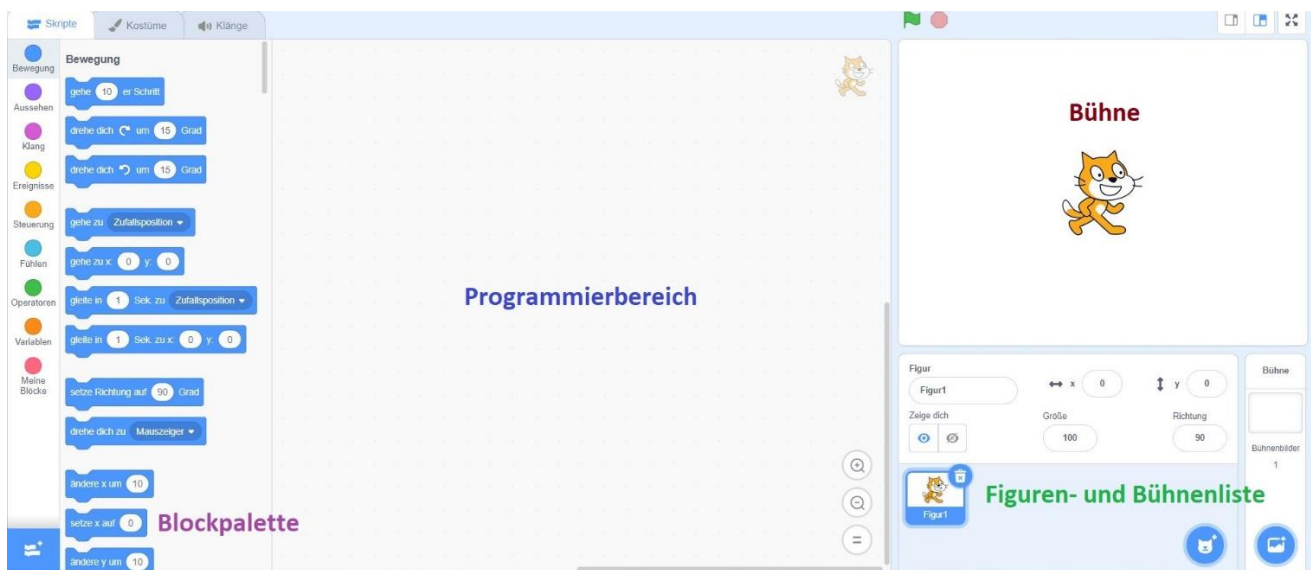 Skripte
Kostüme
Klänge
Bewegung
Aussehen
Klang
Ereignisse
Steuerung
Fühlen
Operatoren
Variablen
Meine
Blöcke
Bewegung
gehe 10 er Schritt
drehe dich um 15 Grad
drehe dich um 15 Grad
gehe zu Zufallsposition
gehe zu x: 0 y: 0
gleite in 1 Sek. zu Zufallsposition
gleite in 1 Sek. zu x: 0 y: 0
setze Richtung auf 90 Grad
drehe dich zu Mauszeiger
ändere x um 10
setze x auf 0
ändere y um 10
Blockpalette
Programmierbereich
Bühne
Figur
Figur1
x 0
y 0
Zeige dich
Größe
100
Richtung
90
Figur1
Figuren- und Bühnenliste
Bühne
Bühnenbilder
1